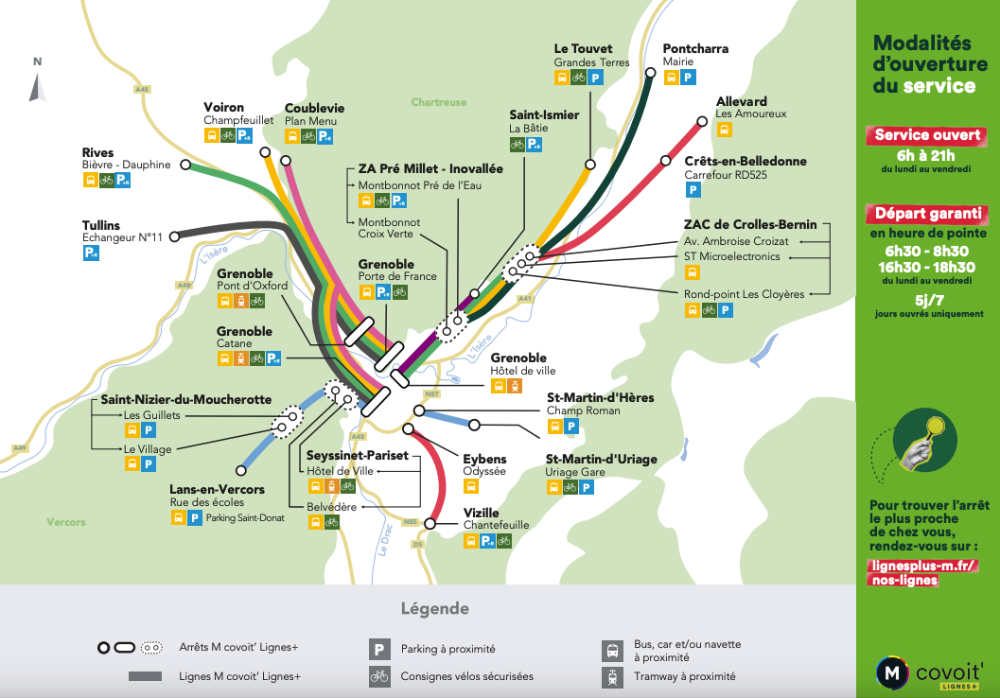 N
A48
Chartreuse
Le Touvet
Grandes Terres
P
Pontcharra
Mairie
P
Allevard
Les Amoureux
Voiron
Champfeuillet
P+R
Coublevie
Plan Menu
P+R
Saint-Ismier
La Bâtie
P+R
Rives
Bièvre - Dauphine
P+R
Crêts-en-Belledonne
Carrefour RD525
P
ZA Pré Millet - Inovallée
Montbonnot Pré de l'Eau
P+R
Montbonnot
Croix Verte
Tullins
Echangeur N°11
P+R
L'Isère
A49
ZAC de Crolles-Bernin
Av. Ambroise Croizat
ST Microelectronics
Rond-point Les Cloyères
P
Grenoble
Porte de France
P+R
Grenoble
Pont d'Oxford
A41
Grenoble
Catane
P+R
L'Isère
Grenoble
Hôtel de ville
N87
Saint-Nizier-du-Moucherotte
Les Guillets
P
Le Village
P
A49
St-Martin-d'Hères
Champ Roman
P
A48
Seyssinet-Pariset
Hôtel de Ville
Belvédère
Eybens
Odyssée
St-Martin-d'Uriage
Uriage Gare
P
Lans-en-Vercors
Rue des écoles
P Parking Saint-Donat
Vercors
Vizille
Chantefeuille
P+R
N85
D5
Le Drac
Légende
Arrêts M covoit' Lignes+
Lignes M covoit' Lignes+
P
Parking à proximité
Consignes vélos sécurisées
Bus, car et/ou navette
à proximité
Tramway à proximité
Modalités
d'ouverture
du service
Service ouvert
6h à 21h
du lundi au vendredi
Départ garanti
en heure de pointe
6h30 - 8h30
16h30 - 18h30
du lundi au vendredi
5j/7
jours ouvrés uniquement
Pour trouver l'arrêt
le plus proche
de chez vous,
rendez-vous sur :
lignesplus-m.fr/
nos-lignes
M covoit'
LIGNES+